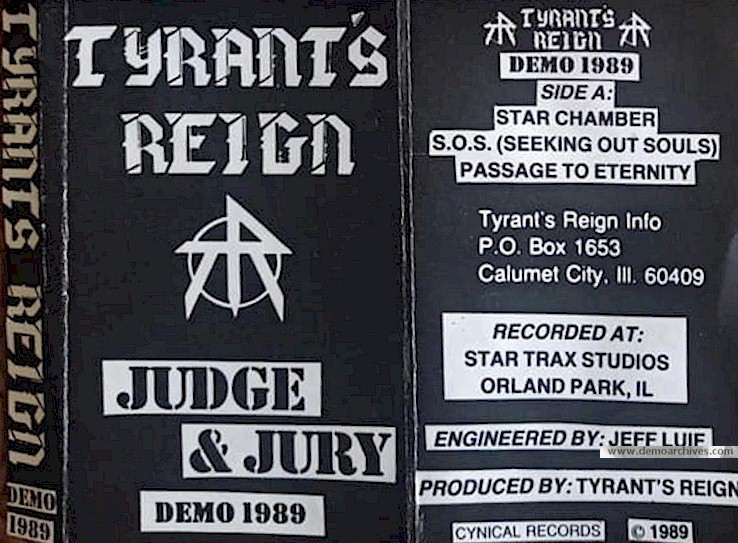 TYRANT'S REIGN
DEMO
1989
TYRANT'S
REIGN
TR
JUDGE
& JURY
DEMO 1989
TYRANT'S
REIGN
DEMO 1989
SIDE A:
STAR CHAMBER
S.O.S. (SEEKING OUT SOULS)
PASSAGE TO ETERNITY
Tyrant's Reign Info
P.O. Box 1653
Calumet City, Ill. 60409
RECORDED AT:
STAR TRAX STUDIOS
ORLAND PARK, IL
ENGINEERED BY: JEFF LUIF
www.demoarchives.com
PRODUCED BY: TYRANT'S REIGN
CYNICAL RECORDS © 1989